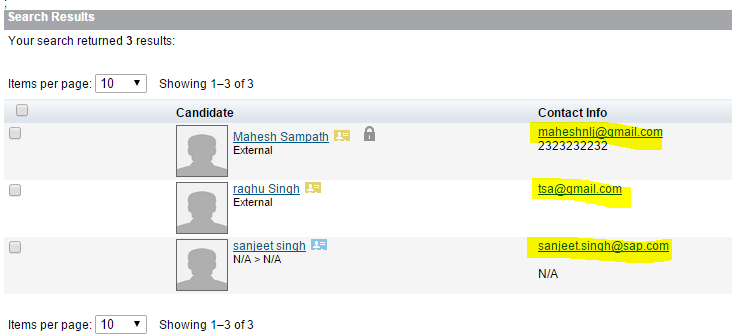 ;
Search Results
Your search returned 3 results:
Items per page: 10 Showing 1–3 of 3
Candidate Contact Info
Mahesh Sampath maheshnlj@gmail.com
External 2323232232
raghu Singh tsa@gmail.com
External
sanjeet singh sanjeet.singh@sap.com
N/A > N/A
N/A
Items per page: 10 Showing 1–3 of 3